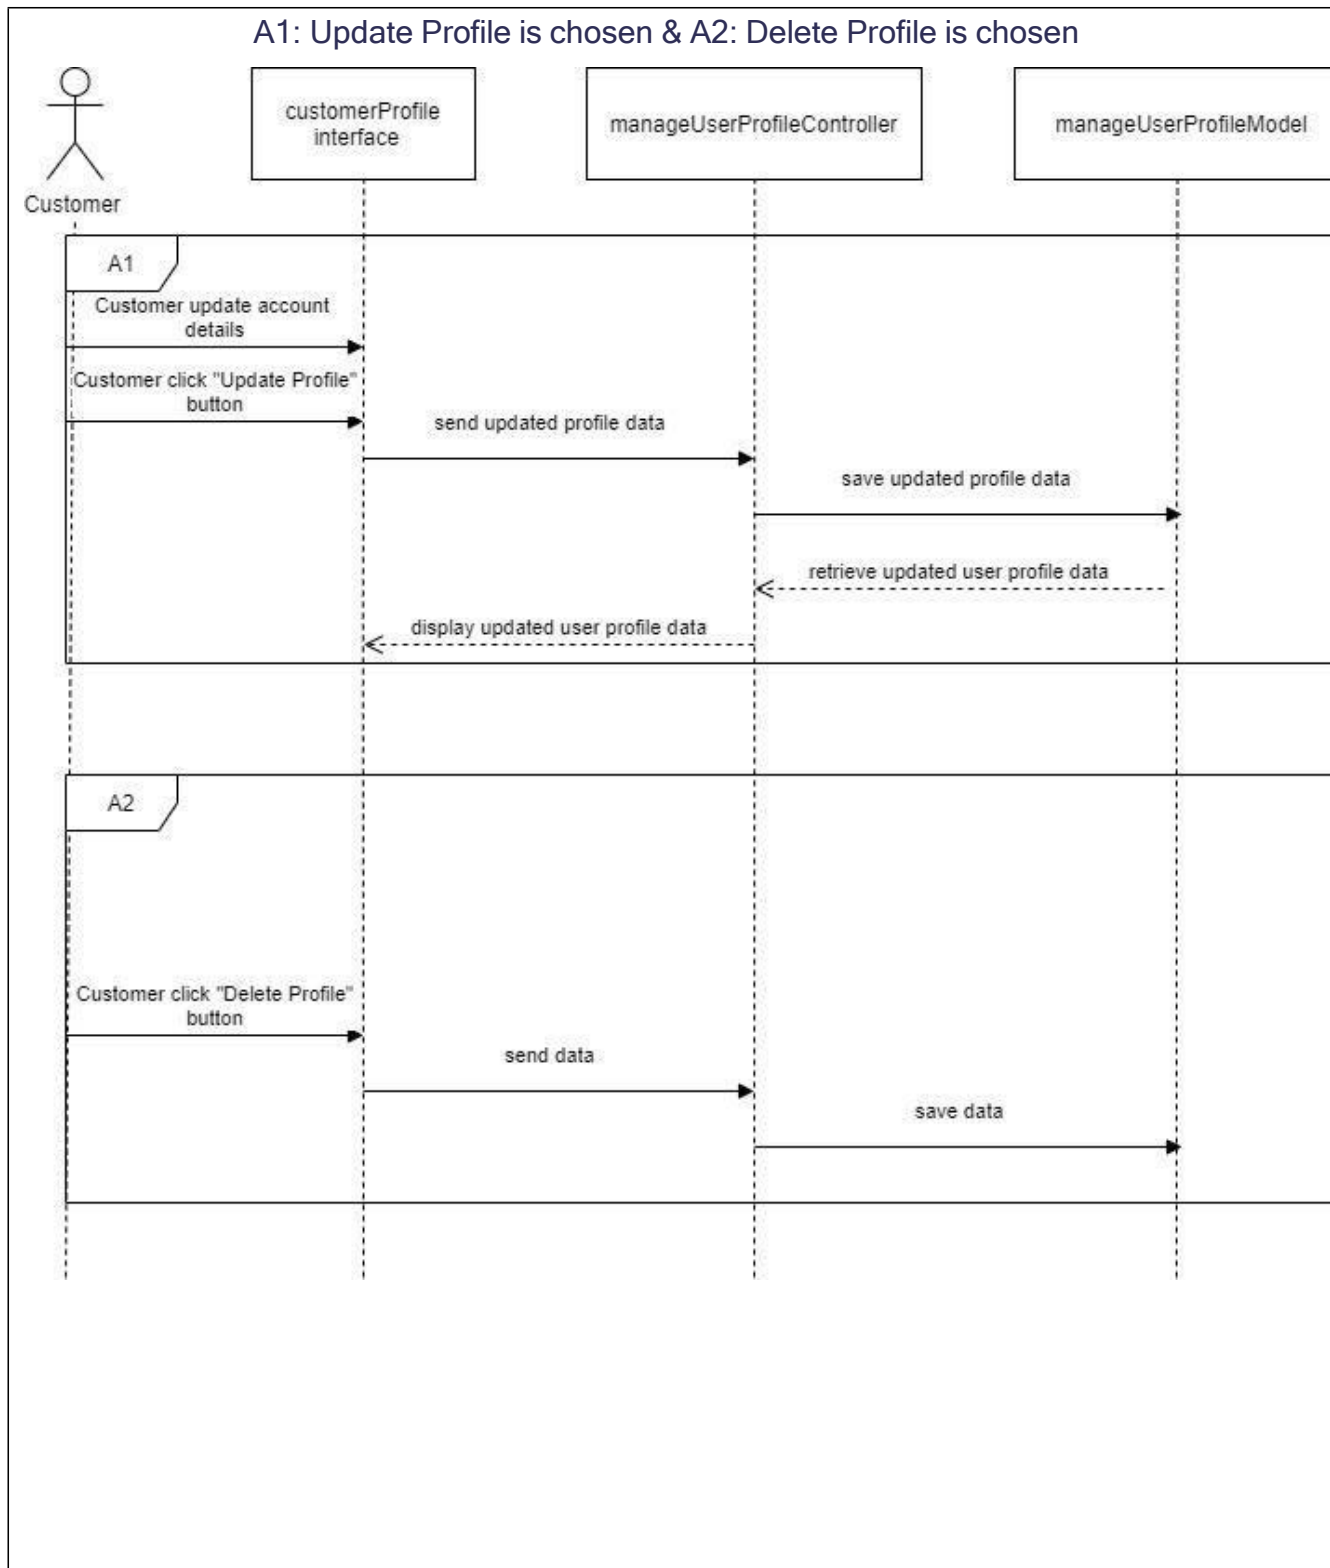 A1: Update Profile is chosen & A2: Delete Profile is chosen
customerProfile
interface
manageUserProfileController
manageUserProfileModel
Customer
A1
Customer update account
details
Customer click "Update Profile"
button
send updated profile data
save updated profile data
retrieve updated user profile data
display updated user profile data
A2
Customer click "Delete Profile"
button
send data
save data